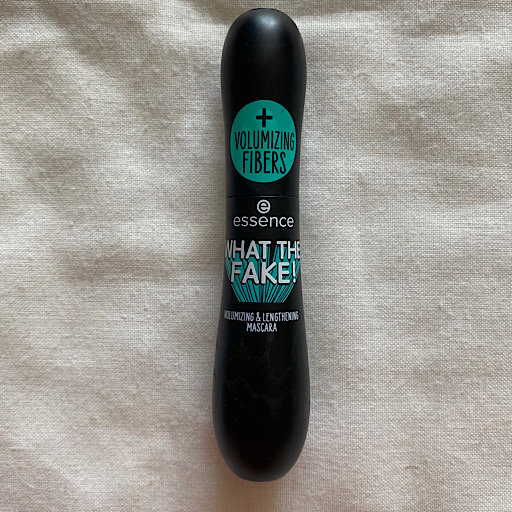 +
VOLUMIZING
FIBERS
e
essence
WHAT THE
FAKE!
VOLUMIZING & LENGTHENING
MASCARA